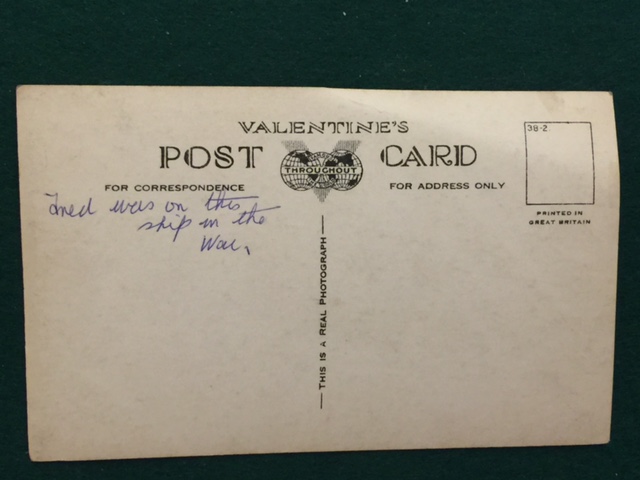 VALENTINE'S
POST CARD
THROUGHOUT
FOR CORRESPONDENCE
FOR ADDRESS ONLY
38-2.
PRINTED IN
GREAT BRITAIN
was on this
ship in the
War,
THIS IS A REAL PHOTOGRAPH